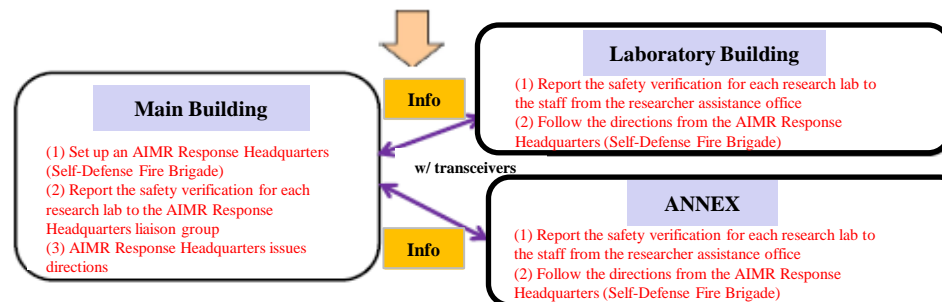 Main Building
(1) Set up an AIMR Response Headquarters
(Self-Defense Fire Brigade)
(2) Report the safety verification for each
research lab to the AIMR Response
Headquarters liaison group
(3) AIMR Response Headquarters issues
directions
Info
w/ transceivers
Info
Laboratory Building
(1) Report the safety verification for each research lab to
the staff from the researcher assistance office
(2) Follow the directions from the AIMR Response
Headquarters (Self-Defense Fire Brigade)
ANNEX
(1) Report the safety verification for each research lab to
the staff from the researcher assistance office
(2) Follow the directions from the AIMR Response
Headquarters (Self-Defense Fire Brigade)